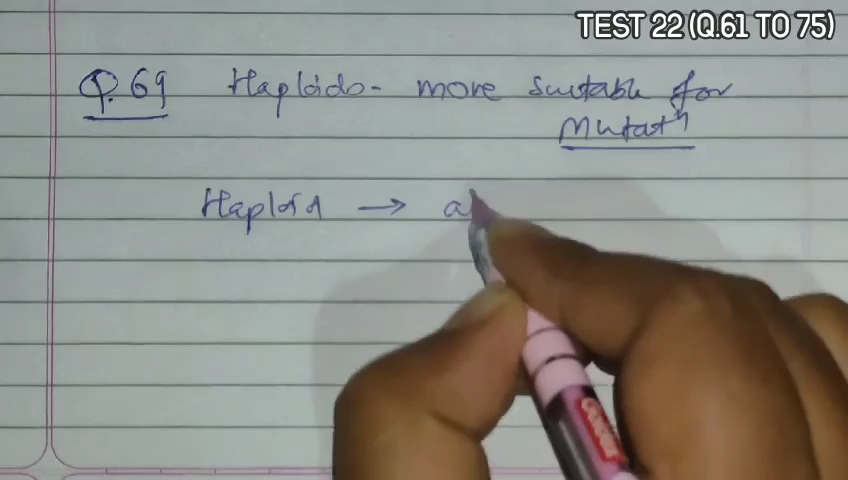 TEST 22 (Q.61 TO 75)
Q.69 Haploids- more suitable for
Mutatn
Haploid → a